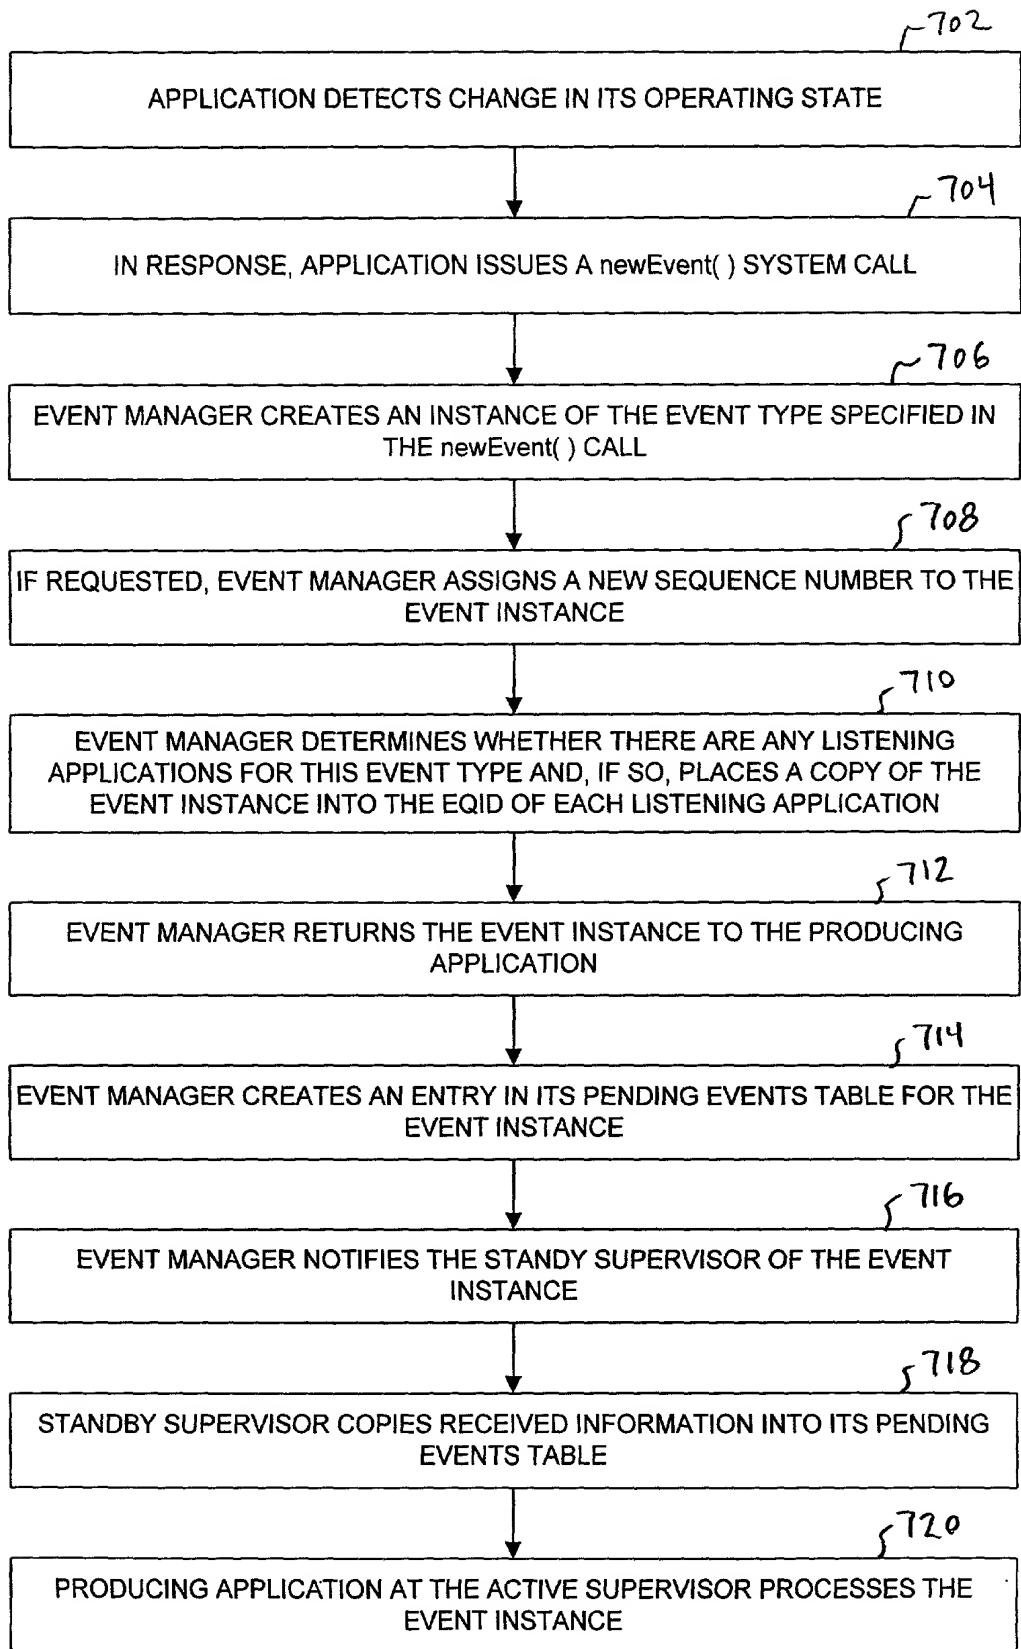 702
APPLICATION DETECTS CHANGE IN ITS OPERATING STATE
704
IN RESPONSE, APPLICATION ISSUES A newEvent( ) SYSTEM CALL
706
EVENT MANAGER CREATES AN INSTANCE OF THE EVENT TYPE SPECIFIED IN
THE newEvent( ) CALL
708
IF REQUESTED, EVENT MANAGER ASSIGNS A NEW SEQUENCE NUMBER TO THE
EVENT INSTANCE
710
EVENT MANAGER DETERMINES WHETHER THERE ARE ANY LISTENING
APPLICATIONS FOR THIS EVENT TYPE AND, IF SO, PLACES A COPY OF THE
EVENT INSTANCE INTO THE EQID OF EACH LISTENING APPLICATION
712
EVENT MANAGER RETURNS THE EVENT INSTANCE TO THE PRODUCING
APPLICATION
714
EVENT MANAGER CREATES AN ENTRY IN ITS PENDING EVENTS TABLE FOR THE
EVENT INSTANCE
716
EVENT MANAGER NOTIFIES THE STANDY SUPERVISOR OF THE EVENT
INSTANCE
718
STANDBY SUPERVISOR COPIES RECEIVED INFORMATION INTO ITS PENDING
EVENTS TABLE
720
PRODUCING APPLICATION AT THE ACTIVE SUPERVISOR PROCESSES THE
EVENT INSTANCE